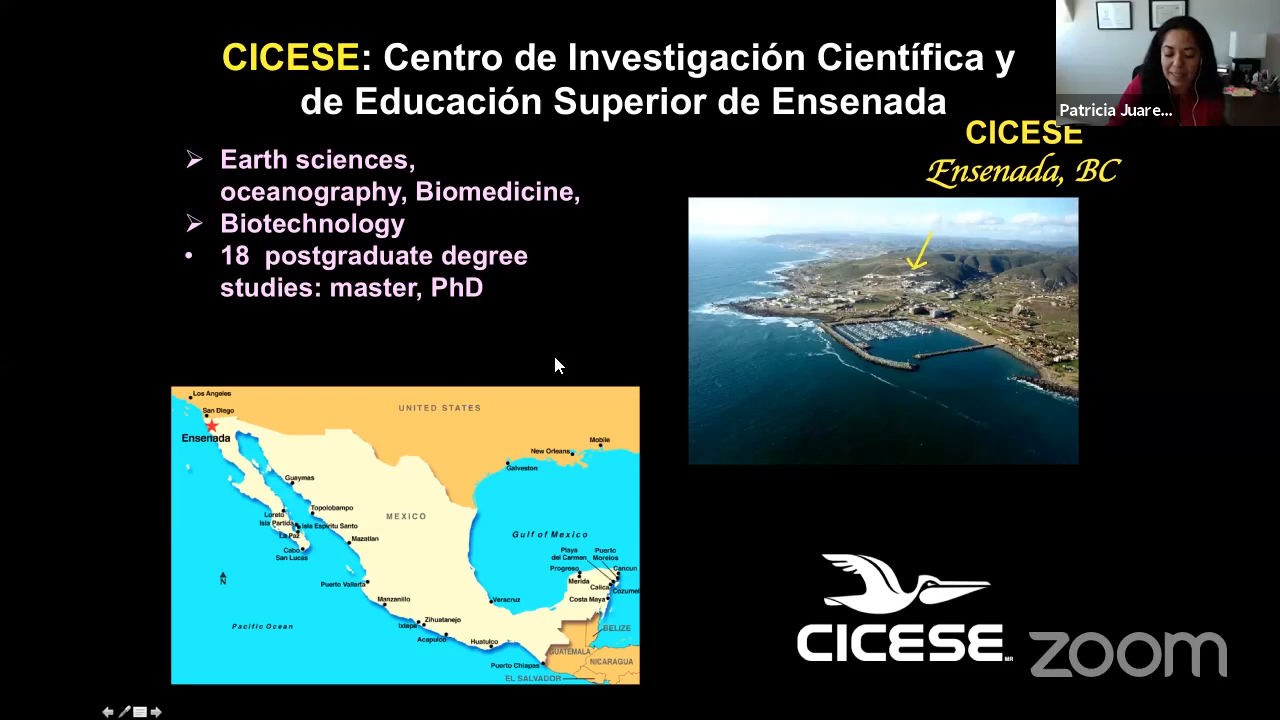 CICESE: Centro de Investigación Científica y
de Educación Superior de Ensenada
Patricia Juare...
CICESE
Ensenada, BC
Earth sciences,
oceanography, Biomedicine,
Biotechnology
18 postgraduate degree
studies: master, PhD
Los Angeles
San Diego
Ensenada
UNITED STATES
Mobile
New Orleans
Galveston
Guaymas
Topolobampo
Loreto
Isla Partida
Isla Espiritu Santo
La Paz
MEXICO
Mazatlan
Cabo
San Lucas
Gulf of Mexico
Playa
del Carmen
Puerto
Morelos
Progreso
Cancun
Merida
Calica
Cozumel
Costa Maya
Puerto Vallarta
Manzanillo
Veracruz
Zihuatanejo
Ixtapa
Acapulco
Huatulco
N
Pacific Ocean
BELIZE
GUATEMALA
Puerto Chiapas
NICARAGUA
EL SALVADOR
CICESE
MR
zoom